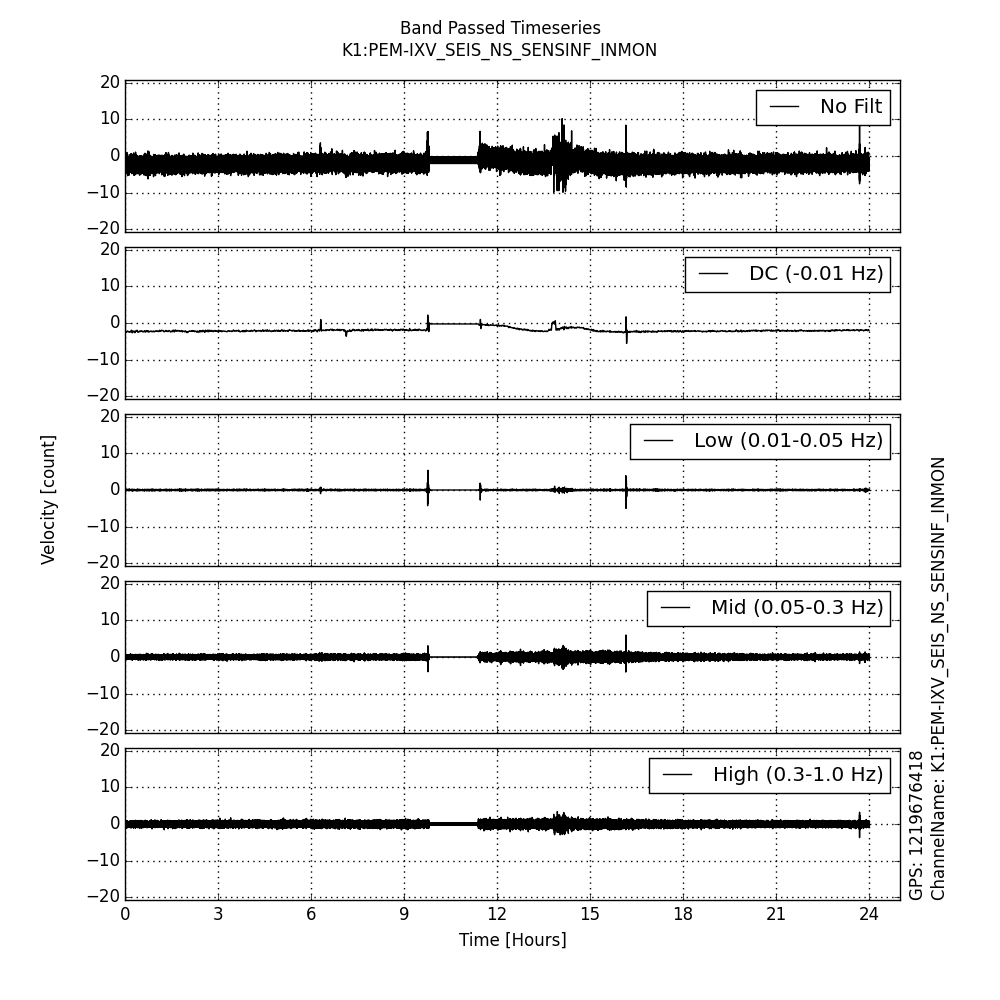 Band Passed Timeseries
K1:PEM-IXV_SEIS_NS_SENSINF_INMON
20
10
0
−10
−20
No Filt
20
10
0
−10
−20
DC (-0.01 Hz)
20
10
0
−10
−20
Low (0.01-0.05 Hz)
20
10
0
−10
−20
Mid (0.05-0.3 Hz)
20
10
0
−10
−20
High (0.3-1.0 Hz)
0 3 6 9 12 15 18 21 24
Time [Hours]
Velocity [count]
GPS: 1219676418
ChannelName: K1:PEM-IXV_SEIS_NS_SENSINF_INMON